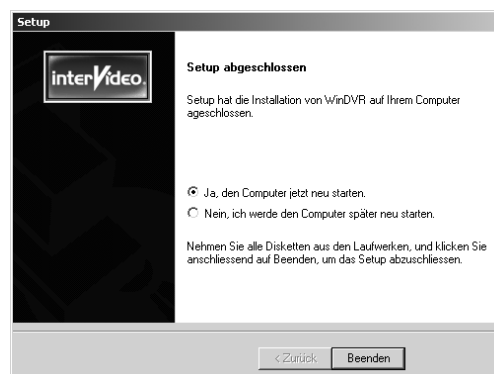 Setup
interVideo.
Setup abgeschlossen
Setup hat die Installation von WinDVR auf Ihrem Computer
ageschlossen.
Ja, den Computer jetzt neu starten.
Nein, ich werde den Computer später neu starten.
Nehmen Sie alle Disketten aus den Laufwerken, und klicken Sie
anschliessend auf Beenden, um das Setup abzuschliessen.
< Zurück
Beenden